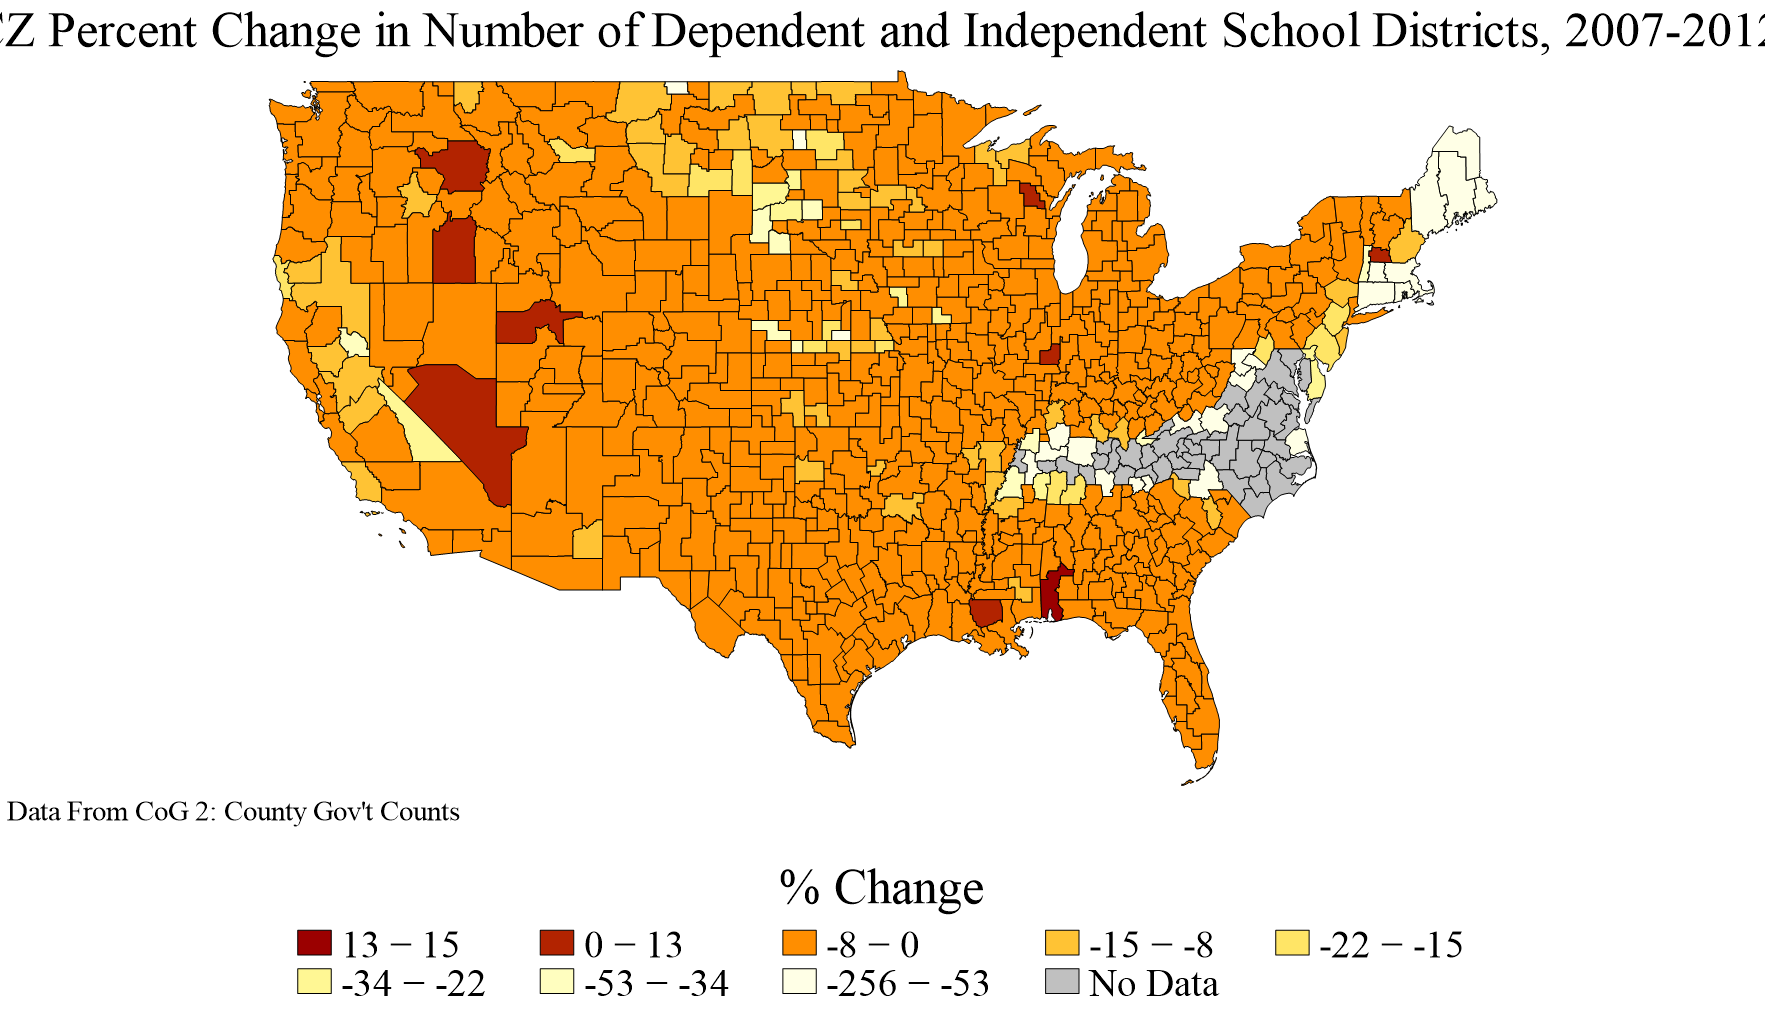 CZ Percent Change in Number of Dependent and Independent School Districts, 2007-2012
Data From CoG 2: County Gov't Counts
% Change
13 − 15
0 − 13
-8 − 0
-15 − -8
-22 − -15
-34 − -22
-53 − -34
-256 − -53
No Data